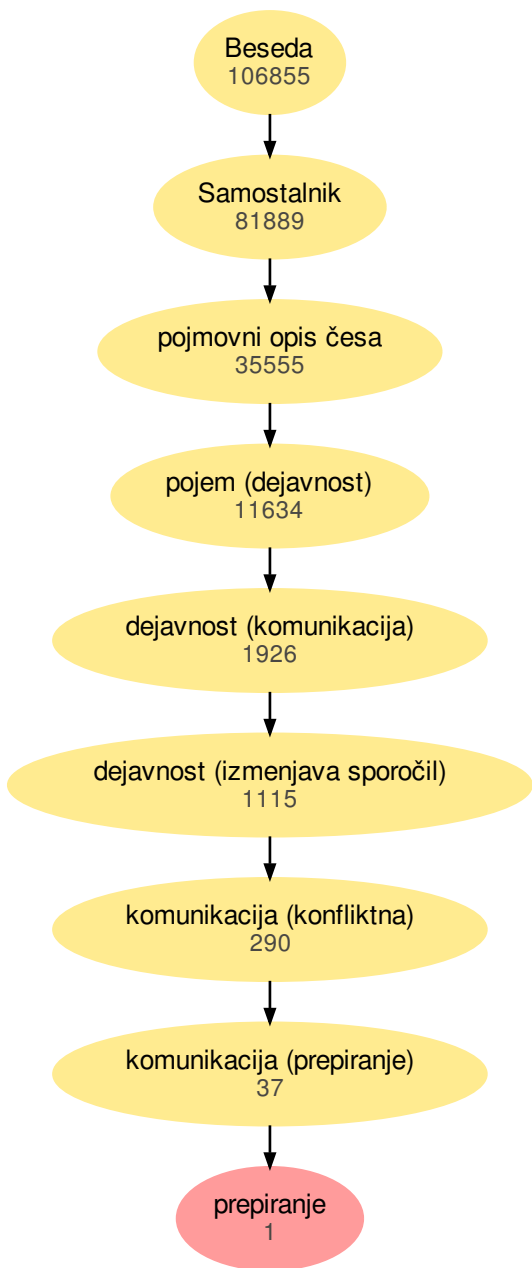 Beseda
106855
Samostalnik
81889
pojmovni opis česa
35555
pojem (dejavnost)
11634
dejavnost (komunikacija)
1926
dejavnost (izmenjava sporočil)
1115
komunikacija (konfliktna)
290
komunikacija (prepiranje)
37
prepiranje
1